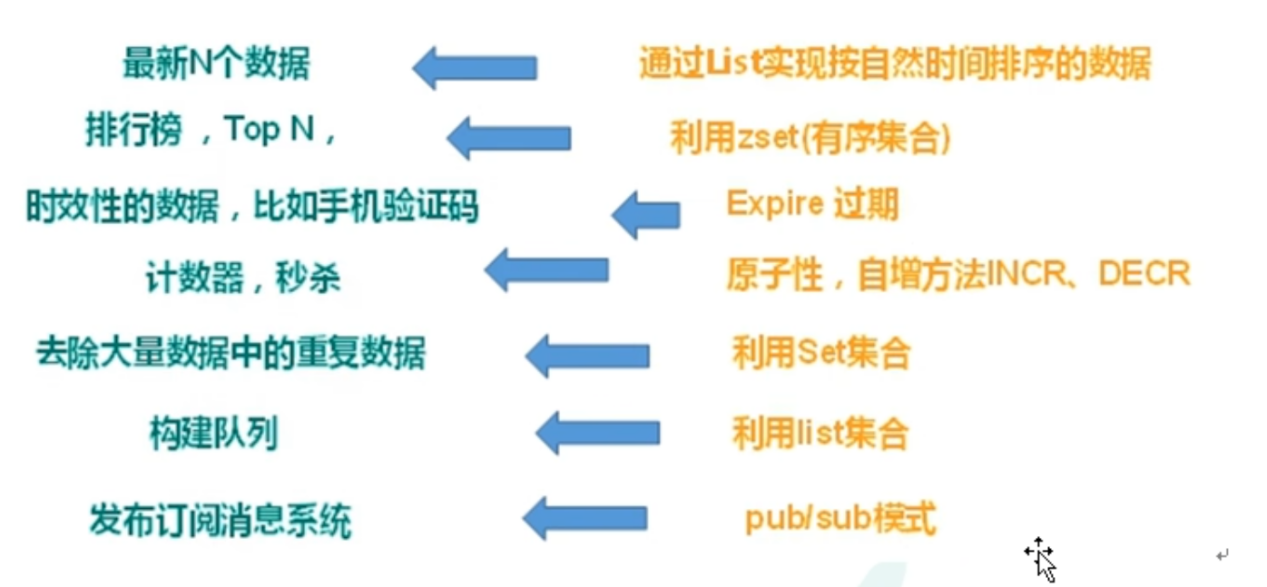 最新N个数据 通过List实现按自然时间排序的数据
排行榜，Top N， 利用zset(有序集合)
时效性的数据，比如手机验证码 Expire 过期
计数器，秒杀 原子性，自增方法INCR、DECR
去除大量数据中的重复数据 利用Set集合
构建队列 利用list集合
发布订阅消息系统 pub/sub模式